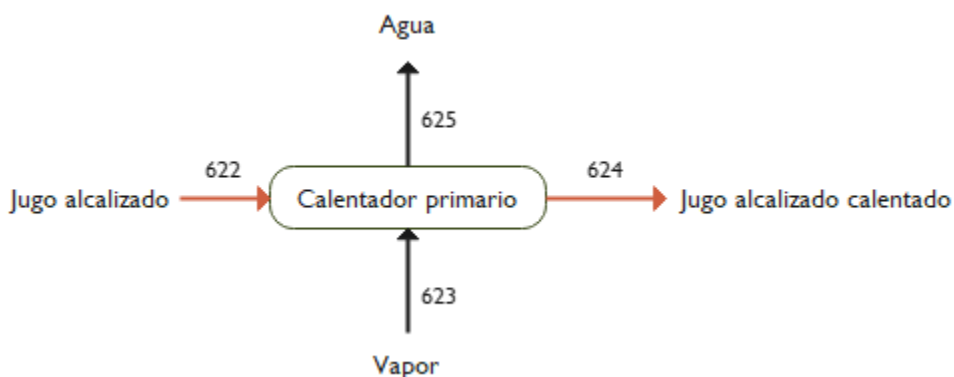 Agua
625
622
624
Jugo alcalizado
Calentador primario
Jugo alcalizado calentado
623
Vapor